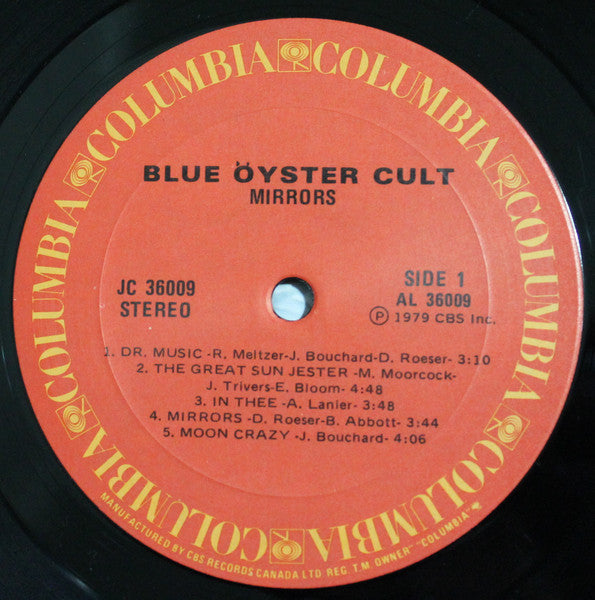 COLUMBIA COLUMBIA COLUMBIA COLUMBIA COLUMBIA COLUMBIA
BLUE ÖYSTER CULT
MIRRORS
JC 36009
STEREO
SIDE 1
AL 36009
Ⓟ 1979 CBS Inc.
1. DR. MUSIC -R. Meltzer-J. Bouchard-D. Roeser- 3:10
2. THE GREAT SUN JESTER -M. Moorcock-
J. Trivers-E. Bloom- 4:48
3. IN THEE -A. Lanier- 3:48
4. MIRRORS -D. Roeser-B. Abbott- 3:44
5. MOON CRAZY -J. Bouchard- 4:06
MANUFACTURED BY CBS RECORDS CANADA LTD REG. T.M OWNER-"COLUMBIA"